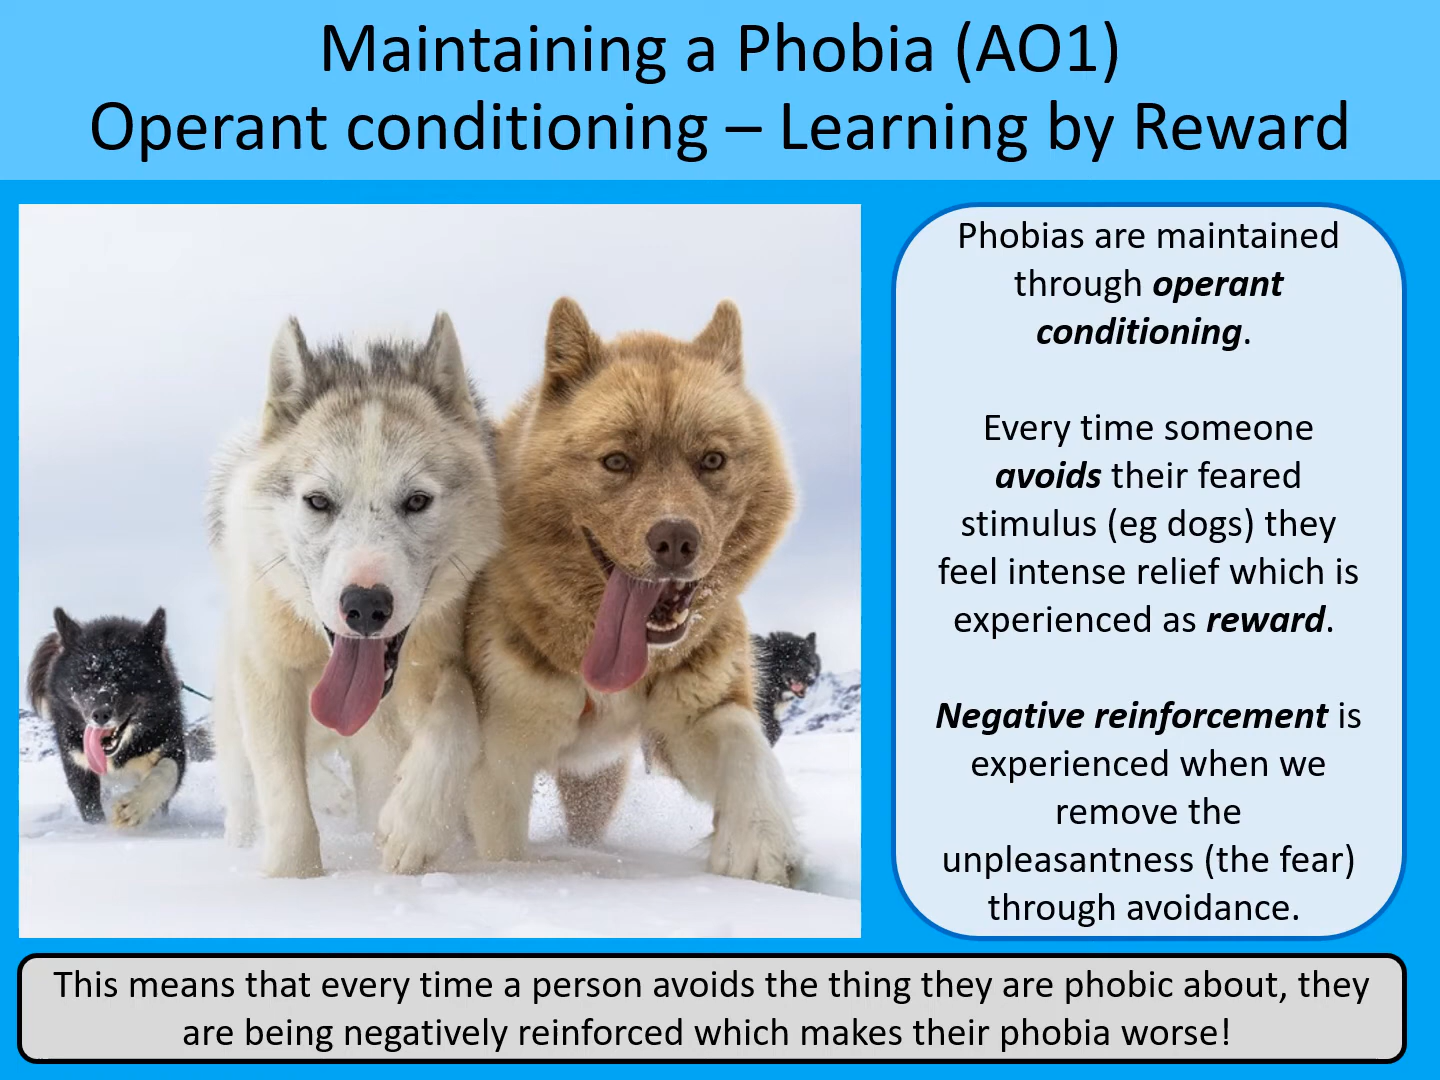 Maintaining a Phobia (AO1)
Operant conditioning – Learning by Reward
Phobias are maintained
through operant
conditioning.
Every time someone
avoids their feared
stimulus (eg dogs) they
feel intense relief which is
experienced as reward.
Negative reinforcement is
experienced when we
remove the
unpleasantness (the fear)
through avoidance.
This means that every time a person avoids the thing they are phobic about, they
are being negatively reinforced which makes their phobia worse!